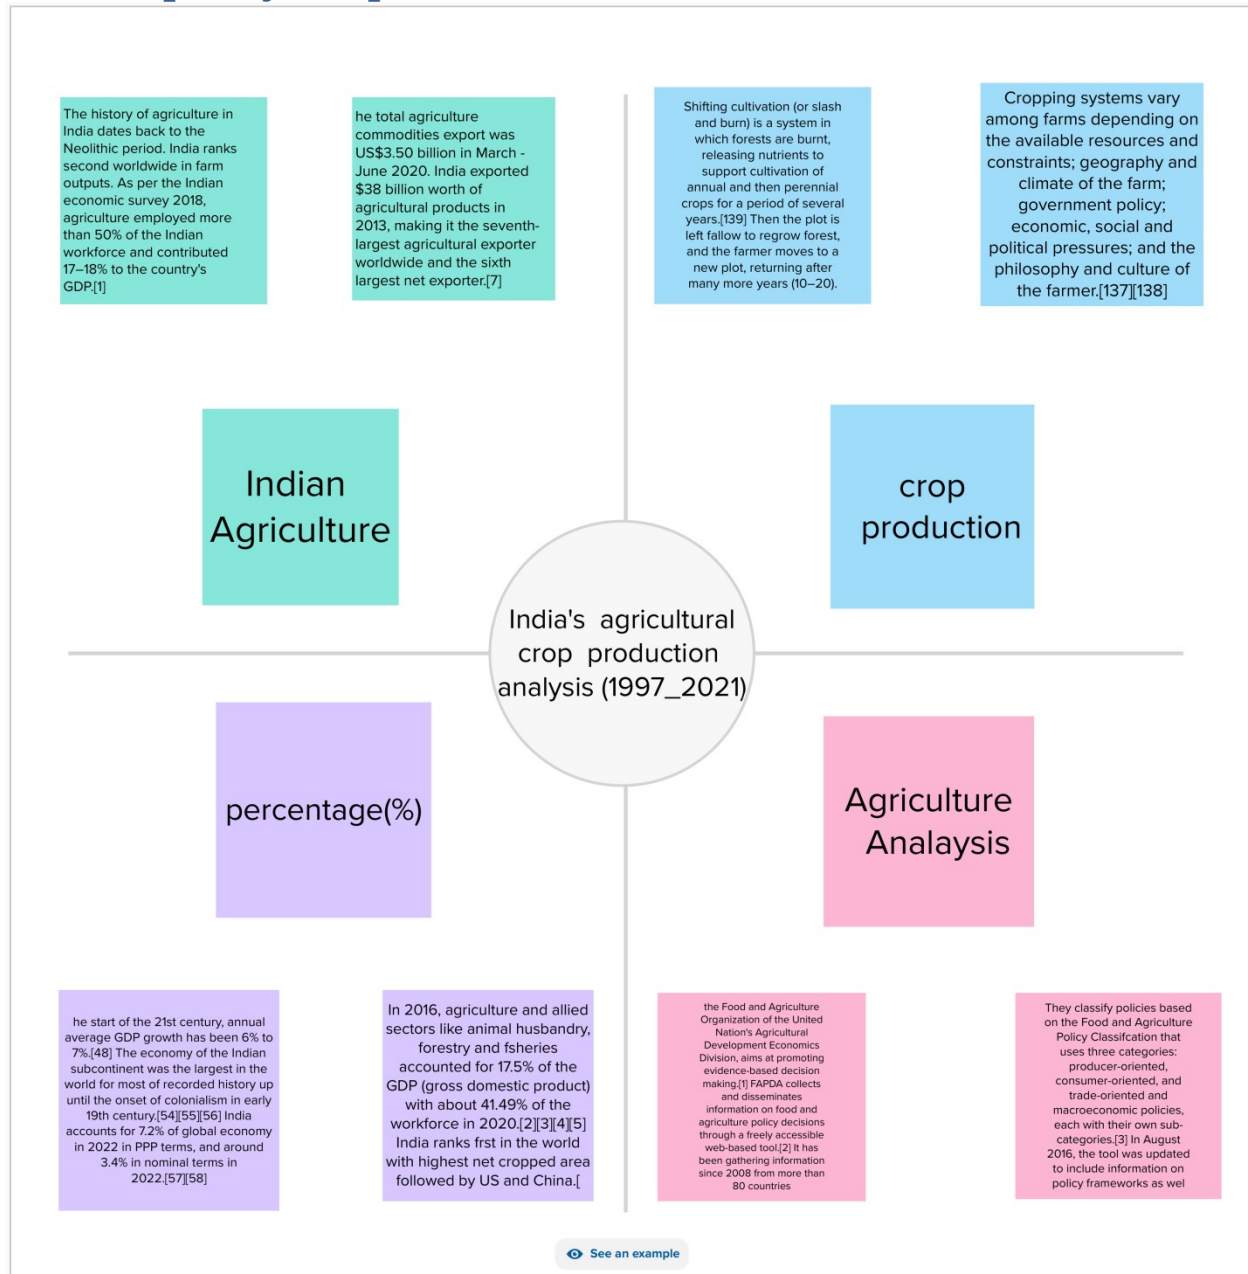 The history of agriculture in
India dates back to the
Neolithic period. India ranks
second worldwide in farm
outputs. As per the Indian
economic survey 2018,
agriculture employed more
than 50% of the Indian
workforce and contributed
17–18% to the country's
GDP.[1]
he total agriculture
commodities export was
US$3.50 billion in March -
June 2020. India exported
$38 billion worth of
agricultural products in
2013, making it the seventh-
largest agricultural exporter
worldwide and the sixth
largest net exporter.[7]
Shifting cultivation (or slash
and burn) is a system in
which forests are burnt,
releasing nutrients to
support cultivation of
annual and then perennial
crops for a period of several
years.[139] Then the plot is
left fallow to regrow forest,
and the farmer moves to a
new plot, returning after
many more years (10–20).
Cropping systems vary
among farms depending on
the available resources and
constraints; geography and
climate of the farm;
government policy;
economic, social and
political pressures; and the
philosophy and culture of
the farmer.[137][138]
Indian
Agriculture
crop
production
India's agricultural
crop production
analysis (1997_2021)
percentage(%)
Agriculture
Analaysis
he start of the 21st century, annual
average GDP growth has been 6% to
7%.[48] The economy of the Indian
subcontinent was the largest in the
world for most of recorded history up
until the onset of colonialism in early
19th century.[54][55][56] India
accounts for 7.2% of global economy
in 2022 in PPP terms, and around
3.4% in nominal terms in
2022.[57][58]
In 2016, agriculture and allied
sectors like animal husbandry,
forestry and fsheries
accounted for 17.5% of the
GDP (gross domestic product)
with about 41.49% of the
workforce in 2020.[2][3][4][5]
India ranks frst in the world
with highest net cropped area
followed by US and China.[
the Food and Agriculture
Organization of the United
Nation's Agricultural
Development Economics
Division, aims at promoting
evidence-based decision
making.[1] FAPDA collects
and disseminates
information on food and
agriculture policy decisions
through a freely accessible
web-based tool.[2] It has
been gathering information
since 2008 from more than
80 countries
They classify policies based
on the Food and Agriculture
Policy Classifcation that
uses three categories:
producer-oriented,
consumer-oriented, and
trade-oriented and
macroeconomic policies,
each with their own sub-
categories.[3] In August
2016, the tool was updated
to include information on
policy frameworks as well
See an example